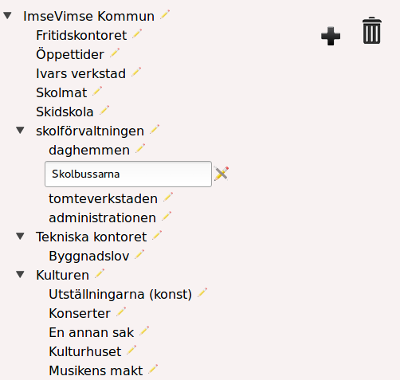 ImseVimse Kommun
Fritidskontoret
Öppettider
Ivars verkstad
Skolmat
Skidskola
skolförvaltningen
daghemmen
Skolbussarna
tomteverkstaden
administrationen
Tekniska kontoret
Byggnadslov
Kulturen
Utställningarna (konst)
Konserter
En annan sak
Kulturhuset
Musikens makt